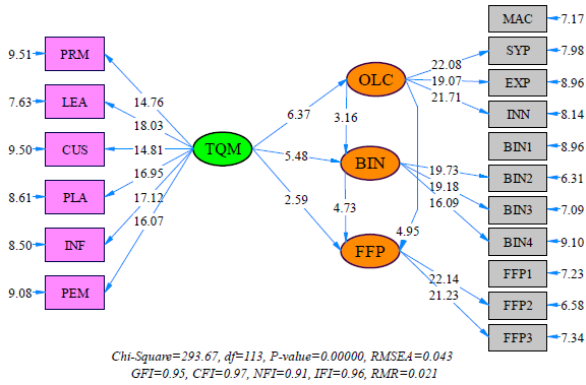 MAC
7.17
9.51
PRM
SYP
7.98
OLC
22.08
14.76
EXP
8.96
19.07
7.63
LEA
21.71
18.03
6.37
INN
8.14
3.16
9.50
CUS
14.81
TQM
BIN1
8.96
5.48
BIN
19.73
BIN2
6.31
16.95
19.18
8.61
PLA
2.59
16.09
BIN3
7.09
17.12
4.73
8.50
INF
4.95
BIN4
9.10
16.07
FFP
FFP1
7.23
22.14
9.08
PEM
FFP2
6.58
21.23
FFP3
7.34
Chi-Square=293.67, df=113, P-value=0.00000, RMSEA=0.043
GFI=0.95, CFI=0.97, NFI=0.91, IFI=0.96, RMR=0.021